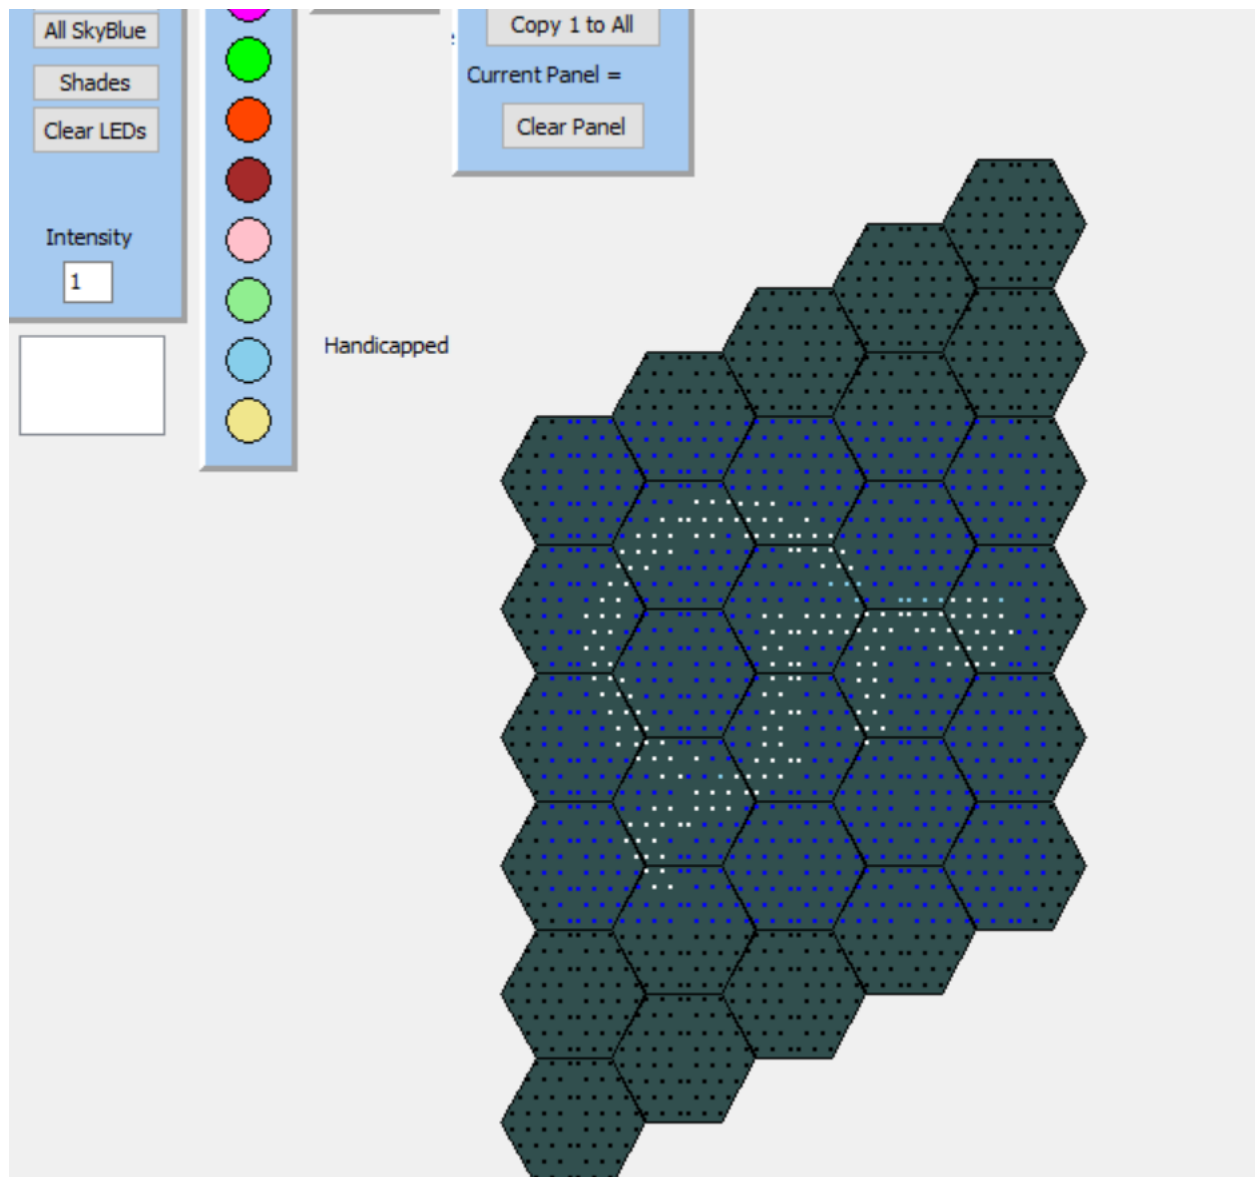 All SkyBlue
Shades
Clear LEDs
Intensity
1
Handicapped
Copy 1 to All
Current Panel =
Clear Panel